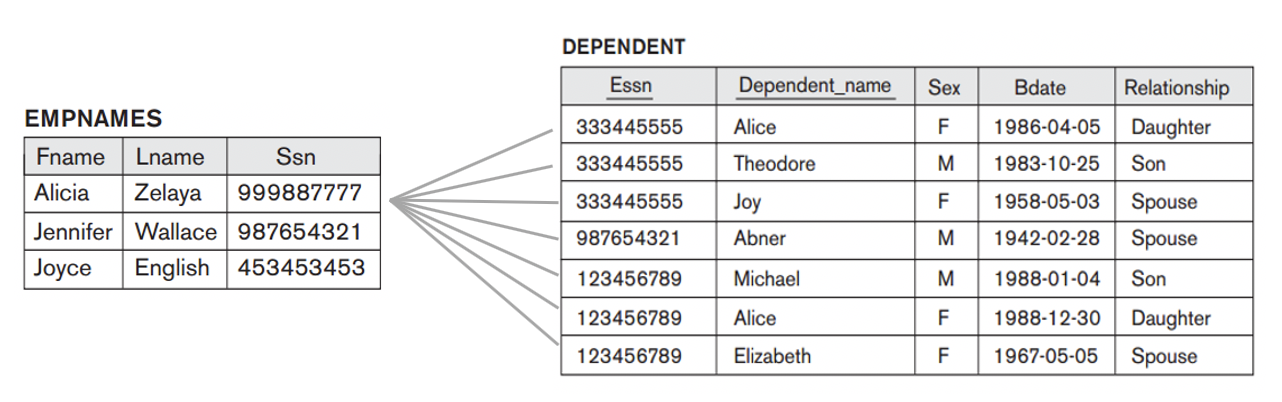 EMPNAMES
Fname Lname Ssn
Alicia Zelaya 999887777
Jennifer Wallace 987654321
Joyce English 453453453
DEPENDENT
Essn Dependent_name Sex Bdate Relationship
333445555 Alice F 1986-04-05 Daughter
333445555 Theodore M 1983-10-25 Son
333445555 Joy F 1958-05-03 Spouse
987654321 Abner M 1942-02-28 Spouse
123456789 Michael M 1988-01-04 Son
123456789 Alice F 1988-12-30 Daughter
123456789 Elizabeth F 1967-05-05 Spouse